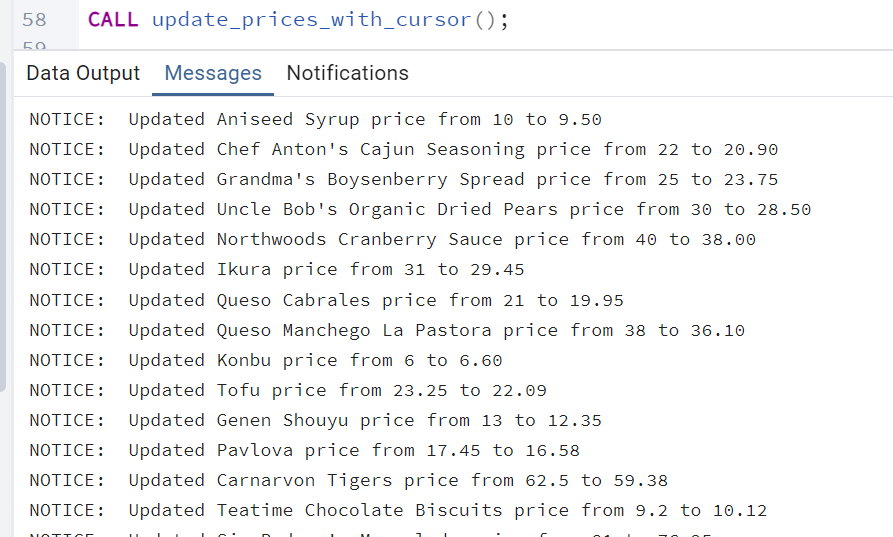 58 CALL update_prices_with_cursor();
59
Data Output Messages Notifications
NOTICE: Updated Aniseed Syrup price from 10 to 9.50
NOTICE: Updated Chef Anton's Cajun Seasoning price from 22 to 20.90
NOTICE: Updated Grandma's Boysenberry Spread price from 25 to 23.75
NOTICE: Updated Uncle Bob's Organic Dried Pears price from 30 to 28.50
NOTICE: Updated Northwoods Cranberry Sauce price from 40 to 38.00
NOTICE: Updated Ikura price from 31 to 29.45
NOTICE: Updated Queso Cabrales price from 21 to 19.95
NOTICE: Updated Queso Manchego La Pastora price from 38 to 36.10
NOTICE: Updated Konbu price from 6 to 6.60
NOTICE: Updated Tofu price from 23.25 to 22.09
NOTICE: Updated Genen Shouyu price from 13 to 12.35
NOTICE: Updated Pavlova price from 17.45 to 16.58
NOTICE: Updated Carnarvon Tigers price from 62.5 to 59.38
NOTICE: Updated Teatime Chocolate Biscuits price from 9.2 to 10.12